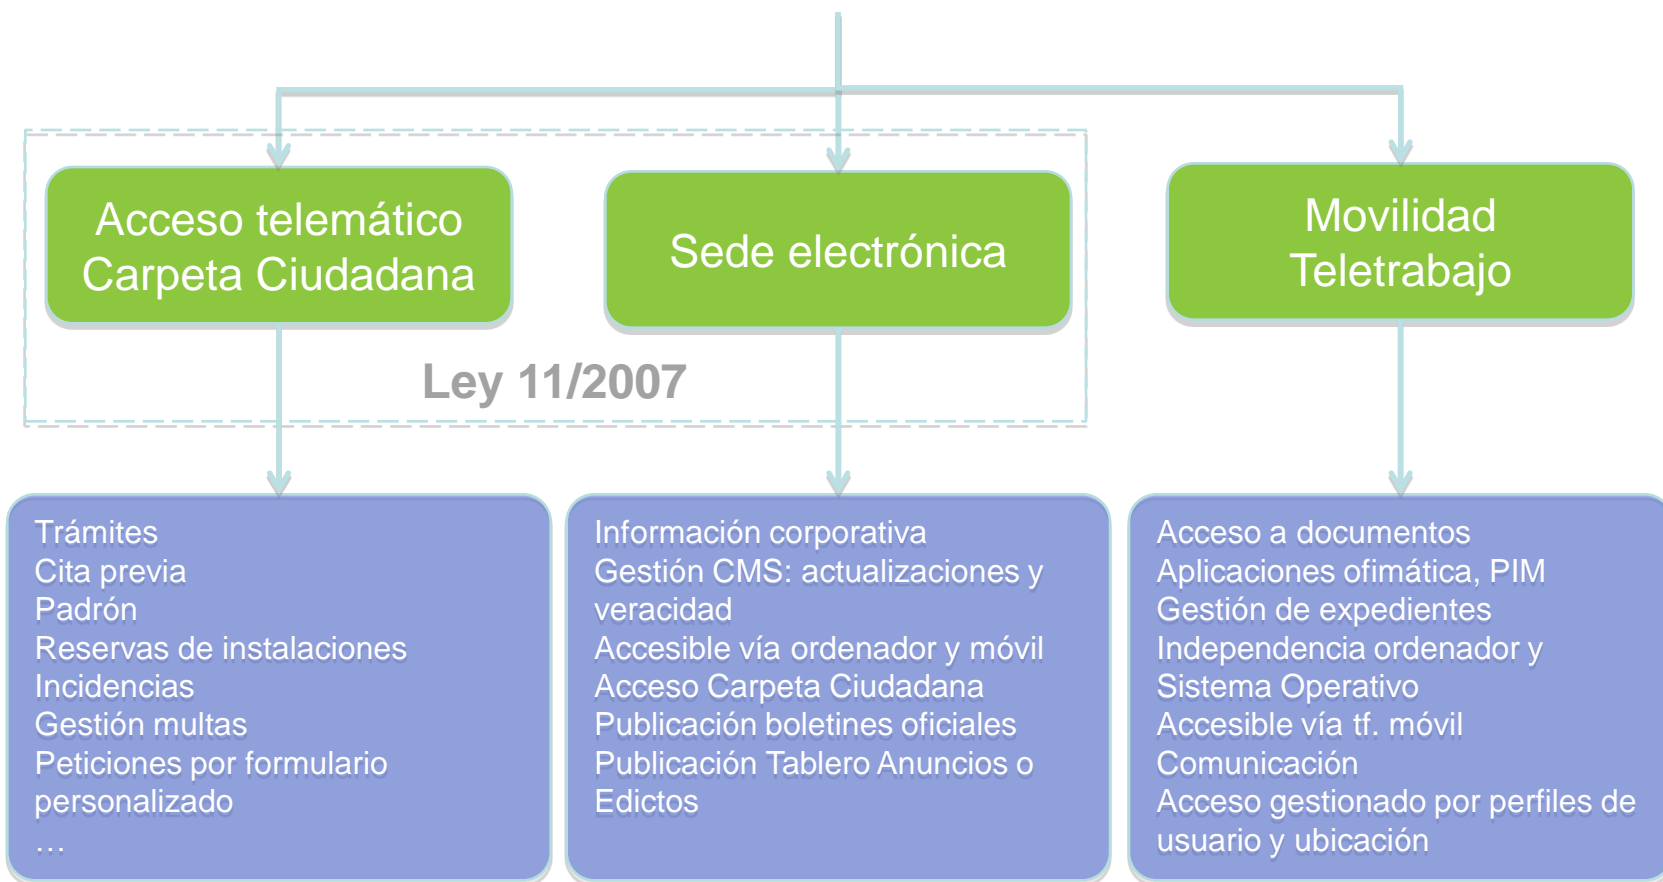 Acceso telemático
Carpeta Ciudadana
Sede electrónica
Movilidad
Teletrabajo
Ley 11/2007
Trámites
Cita previa
Padrón
Reservas de instalaciones
Incidencias
Gestión multas
Peticiones por formulario
personalizado
…
Información corporativa
Gestión CMS: actualizaciones y
veracidad
Accesible vía ordenador y móvil
Acceso Carpeta Ciudadana
Publicación boletines oficiales
Publicación Tablero Anuncios o
Edictos
Acceso a documentos
Aplicaciones ofimática, PIM
Gestión de expedientes
Independencia ordenador y
Sistema Operativo
Accesible vía tf. móvil
Comunicación
Acceso gestionado por perfiles de
usuario y ubicación